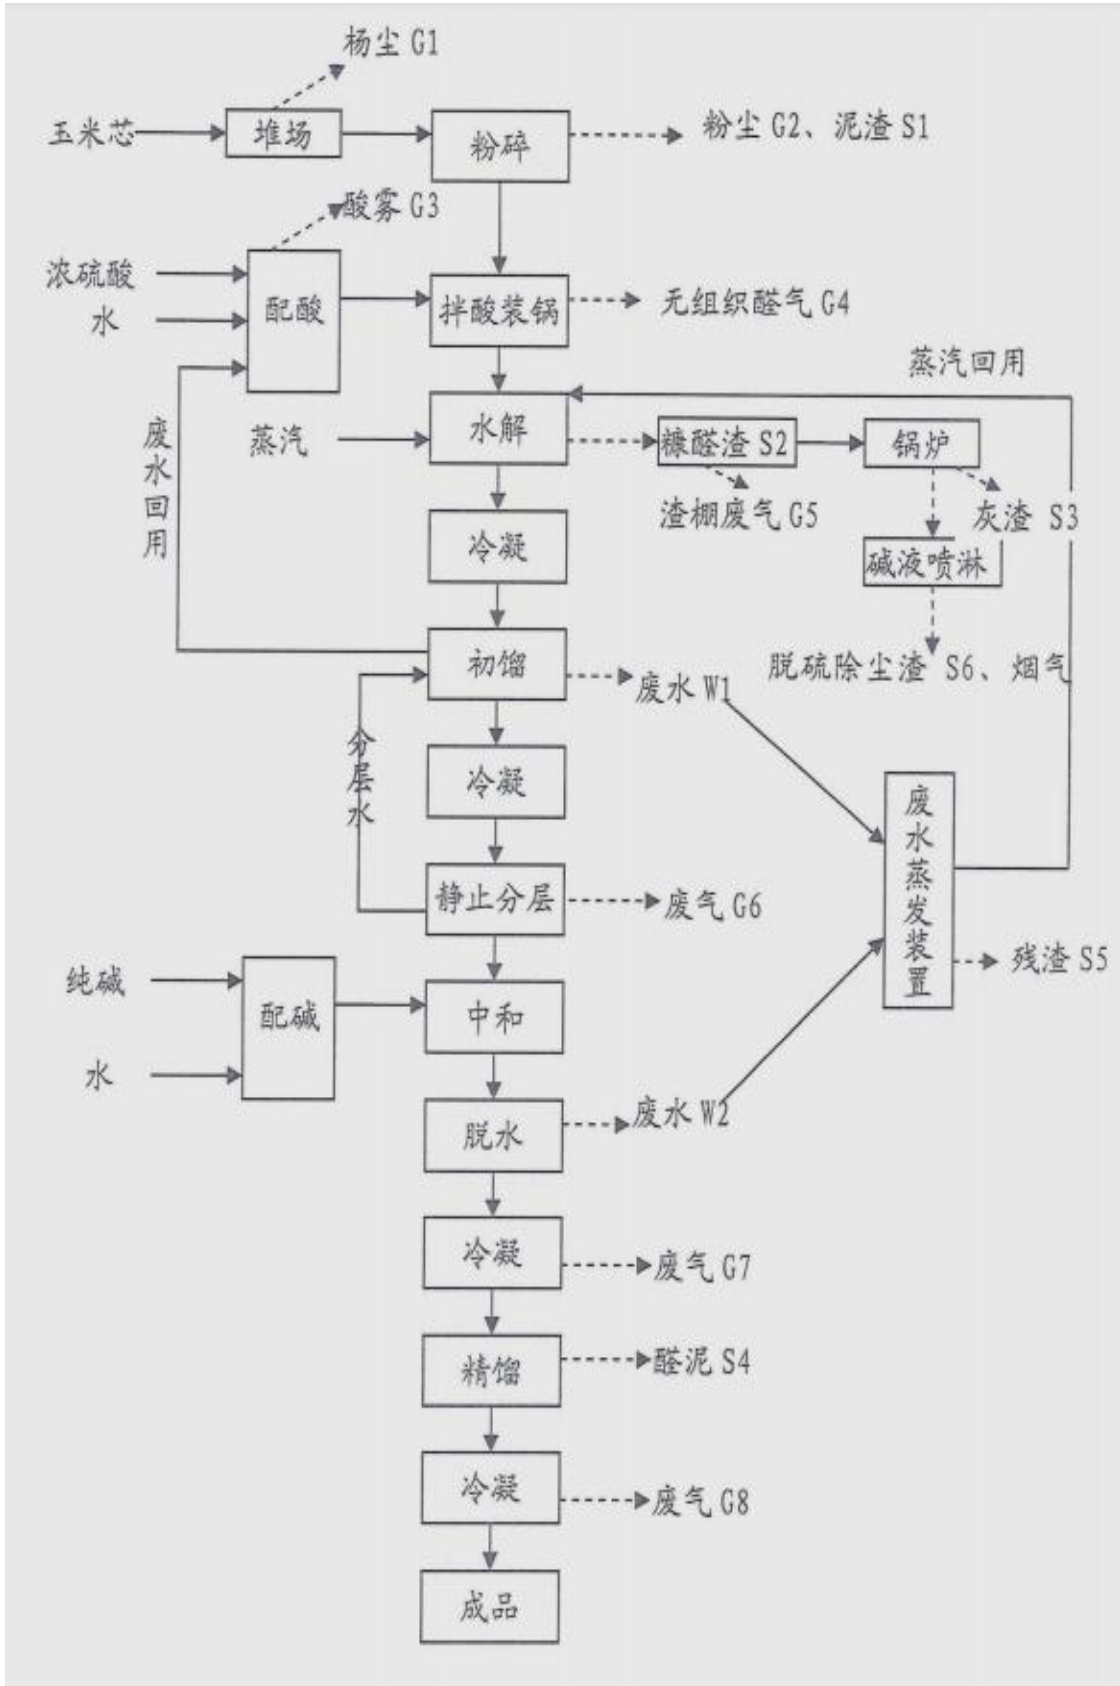 杨尘 G1
玉米芯
堆场
粉碎
粉尘 G2、泥渣 S1
酸雾 G3
浓硫酸
水
配酸
拌酸装锅
无组织醛气 G4
蒸汽回用
废水回用
蒸汽
水解
糠醛渣 S2
锅炉
渣棚废气 G5
灰渣 S3
冷凝
碱液喷淋
初馏
废水 W1
脱硫除尘渣 S6、烟气
分层水
冷凝
废水蒸发装置
静止分层
废气 G6
残渣 S5
纯碱
水
配碱
中和
脱水
废水 W2
冷凝
废气 G7
精馏
醛泥 S4
冷凝
废气 G8
成品